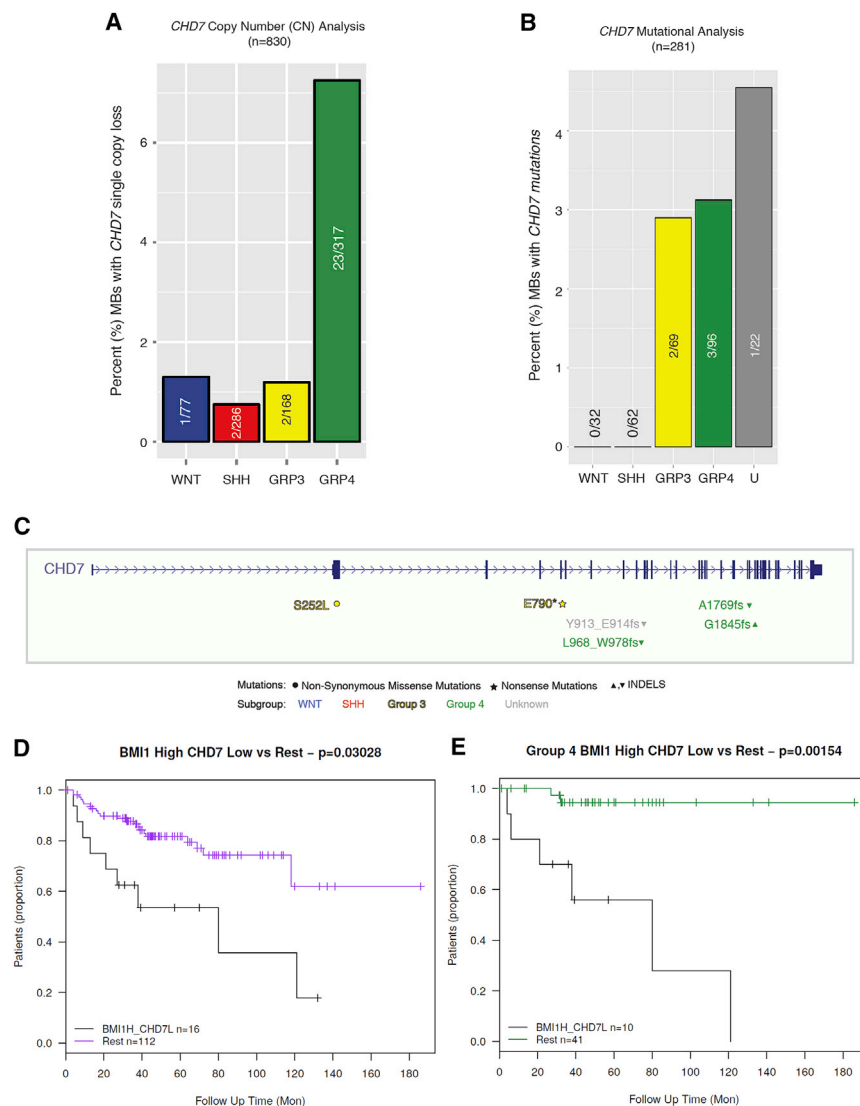 A
CHD7 Copy Number (CN) Analysis
(n=830)
Percent (%) MBs with CHD7 single copy loss
6
4
2
0
1/77
2/286
2/168
23/317
WNT SHH GRP3 GRP4
B
CHD7 Mutational Analysis
(n=281)
Percent (%) MBs with CHD7 mutations
4
3
2
1
0
0/32
0/62
2/69
3/96
1/22
WNT SHH GRP3 GRP4 U
C
CHD7
S252L
E790*
Y913_E914fs
L968_W978fs
A1769fs
G1845fs
Mutations: ● Non-Synonymous Missense Mutations ★ Nonsense Mutations ▲,▼ INDELS
Subgroup: WNT SHH Group 3 Group 4 Unknown
D
BMI1 High CHD7 Low vs Rest – p=0.03028
Patients (proportion)
1.0
0.8
0.6
0.4
0.2
0.0
BMI1H_CHD7L n=16
Rest n=112
0 20 40 60 80 100 120 140 160 180
Follow Up Time (Mon)
E
Group 4 BMI1 High CHD7 Low vs Rest – p=0.00154
Patients (proportion)
1.0
0.8
0.6
0.4
0.2
0.0
BMI1H_CHD7L n=10
Rest n=41
0 20 40 60 80 100 120 140 160 180
Follow Up Time (Mon)